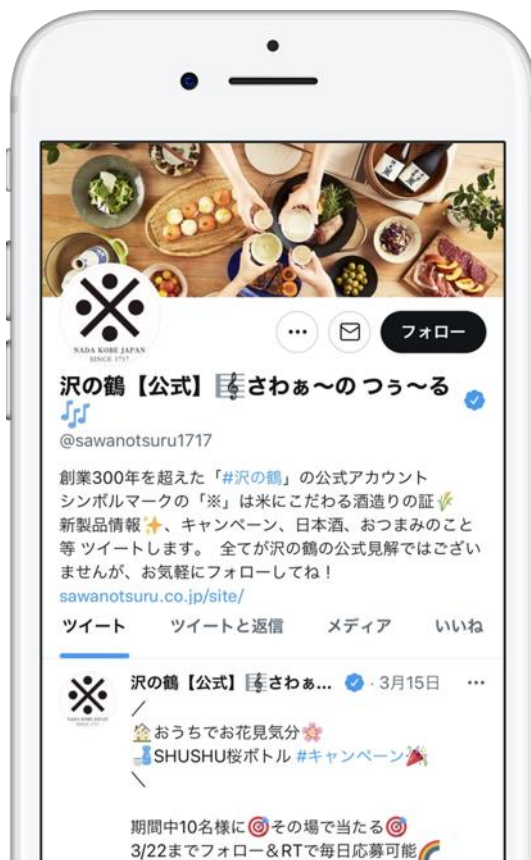 NADA KOBE JAPAN
SINCE 1717
フォロー
沢の鶴【公式】🎼さわぁ〜の つぅ〜る
🎶
@sawanotsuru1717
創業300年を超えた「#沢の鶴」の公式アカウント
シンボルマークの「※」は米にこだわる酒造りの証🌾
新製品情報✨、キャンペーン、日本酒、おつまみのこと
等 ツイートします。 全てが沢の鶴の公式見解ではござい
ませんが、お気軽にフォローしてね！
sawanotsuru.co.jp/site/
ツイート ツイートと返信 メディア いいね
沢の鶴【公式】🎼さわぁ... · 3月15日 ...
／
🏠おうちでお花見気分🌸
🍶SHUSHU桜ボトル #キャンペーン🎉
＼
期間中10名様に🎯その場で当たる🎯
3/22までフォロー＆RTで毎日応募可能🌈